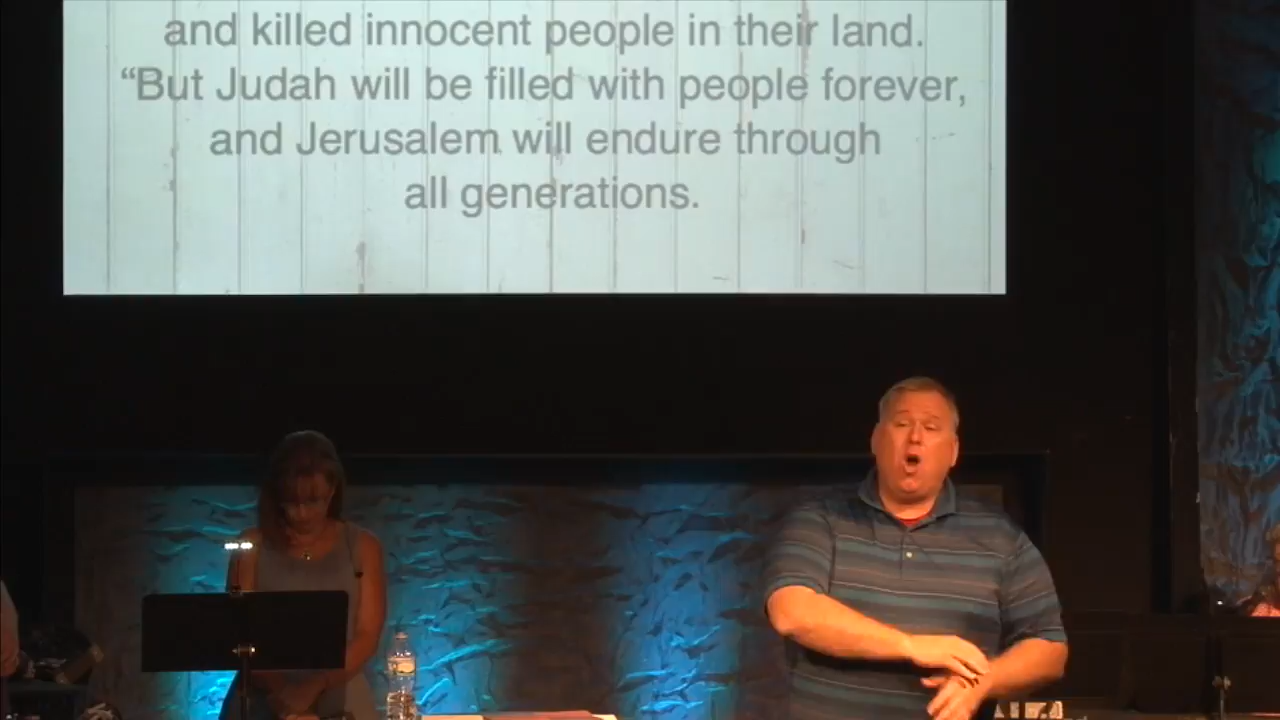 and killed innocent people in their land.
“But Judah will be filled with people forever,
and Jerusalem will endure through
all generations.